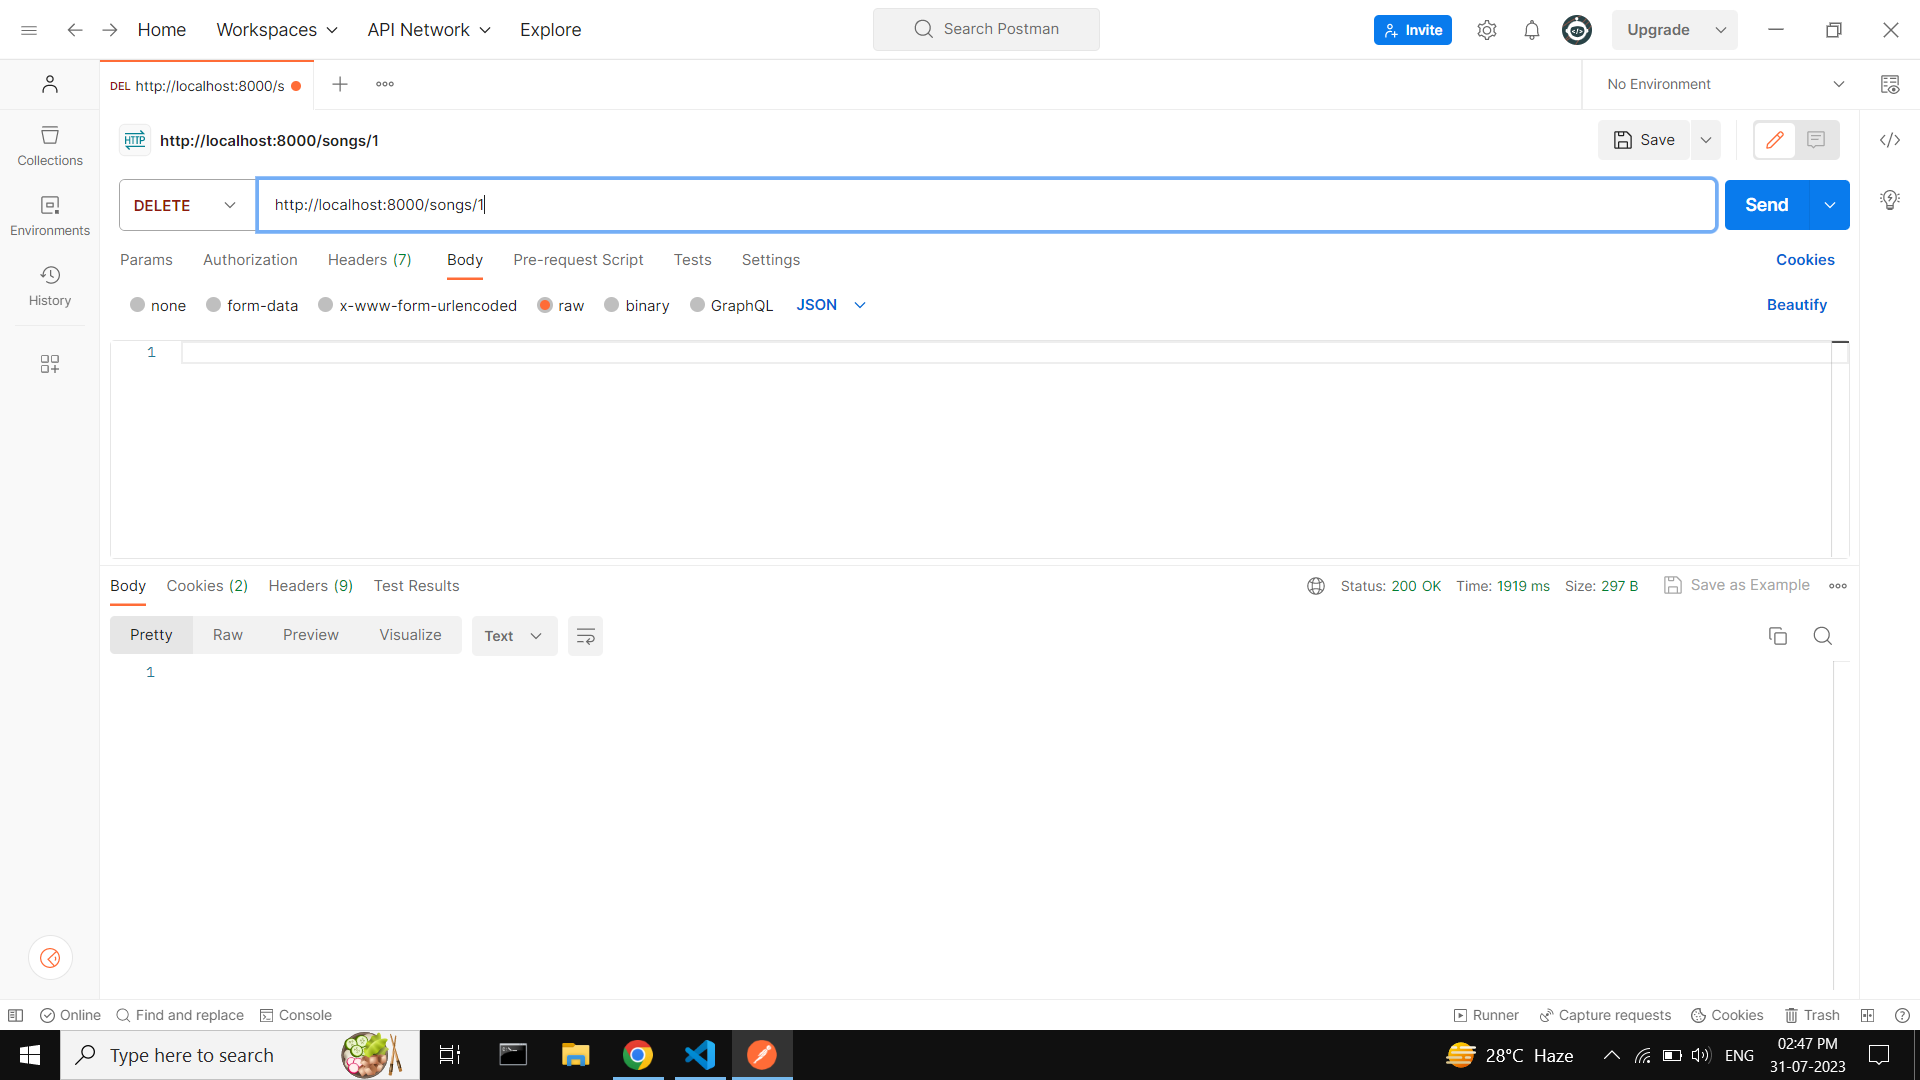 Home Workspaces API Network Explore Search Postman Invite Upgrade
DEL http://localhost:8000/s No Environment
HTTP http://localhost:8000/songs/1 Save
DELETE http://localhost:8000/songs/1 Send
Collections
Environments
History
Params Authorization Headers (7) Body Pre-request Script Tests Settings Cookies
none form-data x-www-form-urlencoded raw binary GraphQL JSON Beautify
1
Body Cookies (2) Headers (9) Test Results Status: 200 OK Time: 1919 ms Size: 297 B Save as Example
Pretty Raw Preview Visualize Text
1
Online Find and replace Console Runner Capture requests Cookies Trash
Type here to search 28°C Haze ENG 02:47 PM
31-07-2023